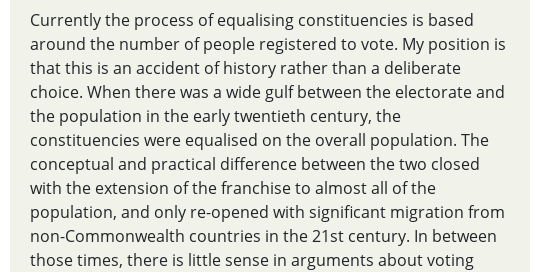 Currently the process of equalising constituencies is based
around the number of people registered to vote. My position is
that this is an accident of history rather than a deliberate
choice. When there was a wide gulf between the electorate and
the population in the early twentieth century, the
constituencies were equalised on the overall population. The
conceptual and practical difference between the two closed
with the extension of the franchise to almost all of the
population, and only re-opened with significant migration from
non-Commonwealth countries in the 21st century. In between
those times, there is little sense in arguments about voting